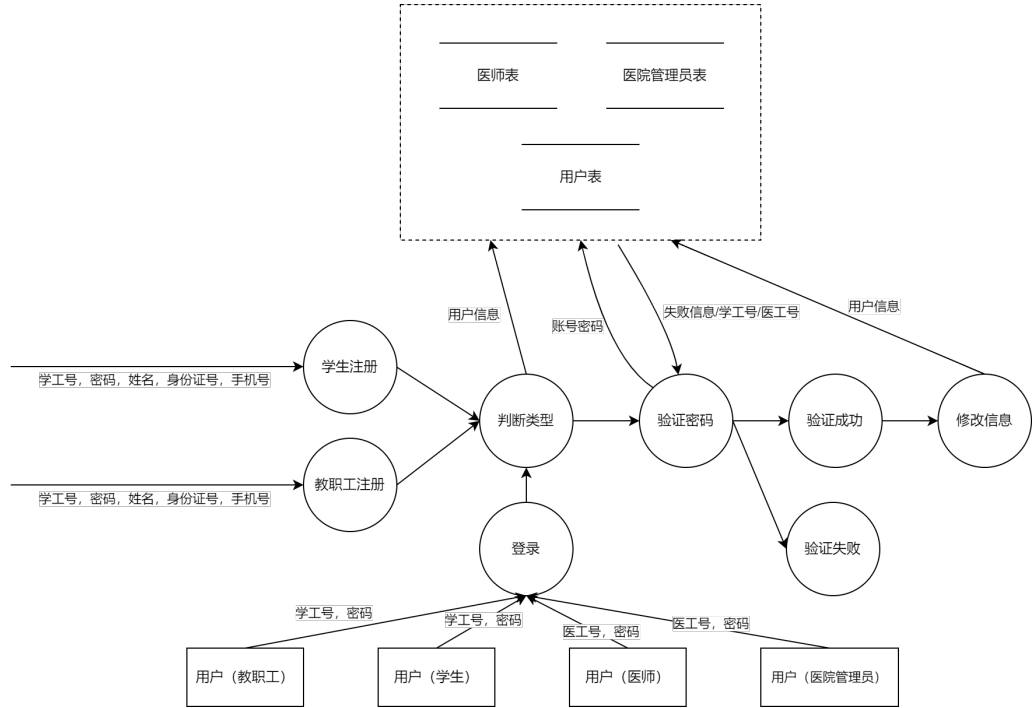 医师表
医院管理员表
用户表
用户信息
账号密码
失败信息/学工号/医工号
用户信息
学生注册
学工号，密码，姓名，身份证号，手机号
判断类型
验证密码
验证成功
修改信息
教职工注册
学工号，密码，姓名，身份证号，手机号
登录
验证失败
学工号，密码
学工号，密码
医工号，密码
医工号，密码
用户（教职工）
用户（学生）
用户（医师）
用户（医院管理员）